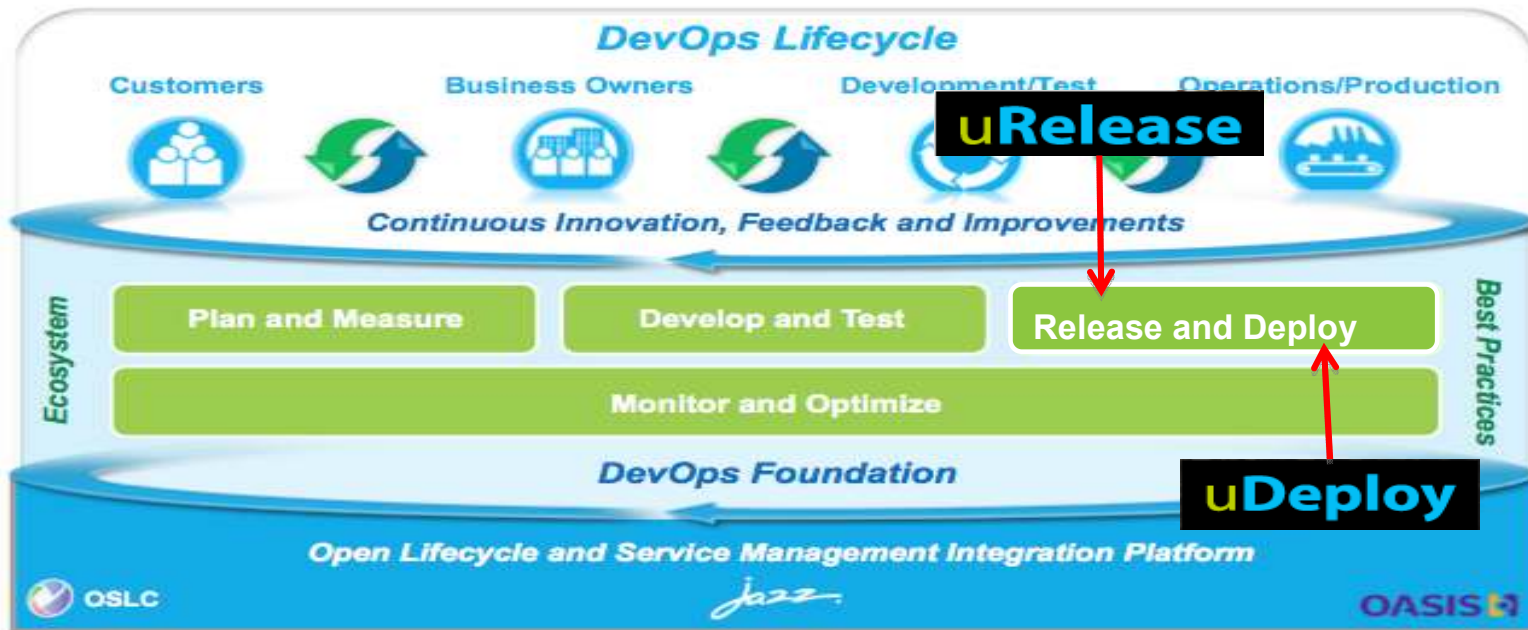 DevOps Lifecycle
Customers
Business Owners
Development/Test
Operations/Production
uRelease
Continuous Innovation, Feedback and Improvements
Ecosystem
Plan and Measure
Develop and Test
Release and Deploy
Best Practices
Monitor and Optimize
DevOps Foundation
uDeploy
Open Lifecycle and Service Management Integration Platform
OSLC
jazz
OASIS